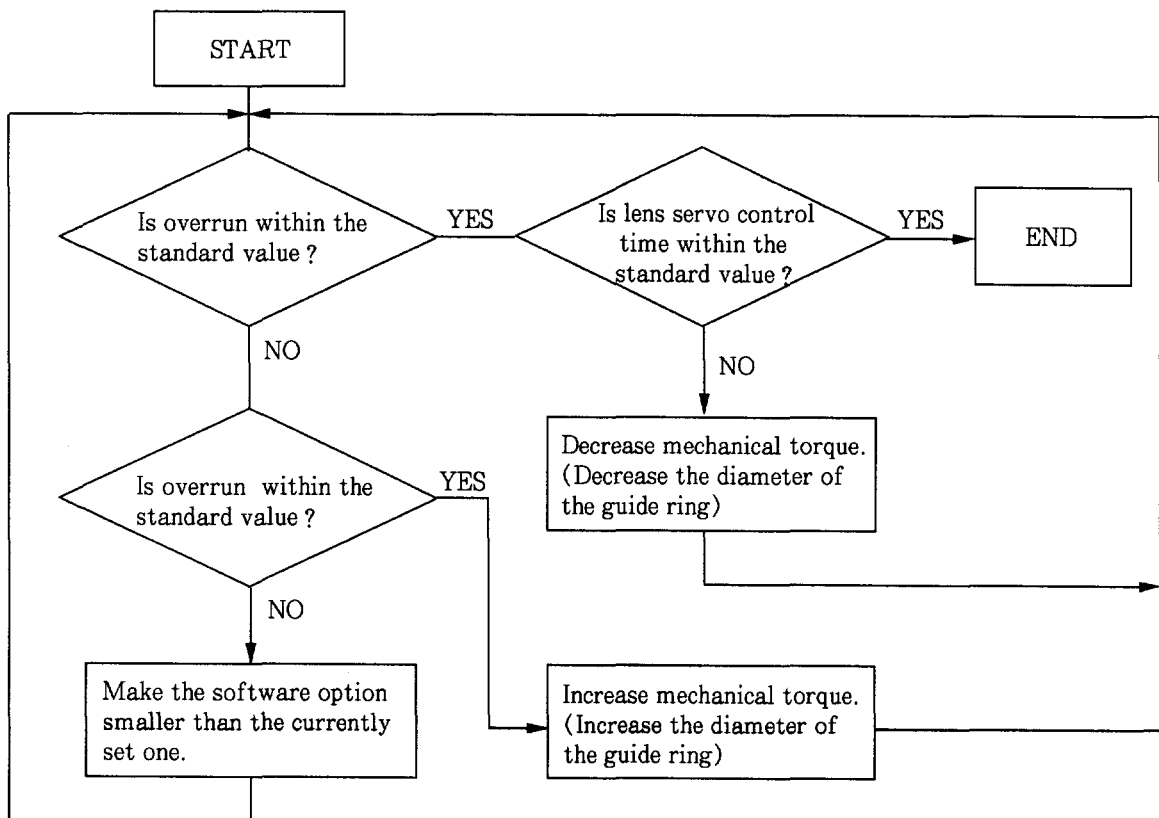 START
Is overrun within the
standard value ?
YES
Is lens servo control
time within the
standard value ?
YES
END
NO
NO
Is overrun within the
standard value ?
YES
Decrease mechanical torque.
(Decrease the diameter of
the guide ring)
NO
Make the software option
smaller than the currently
set one.
Increase mechanical torque.
(Increase the diameter of
the guide ring)